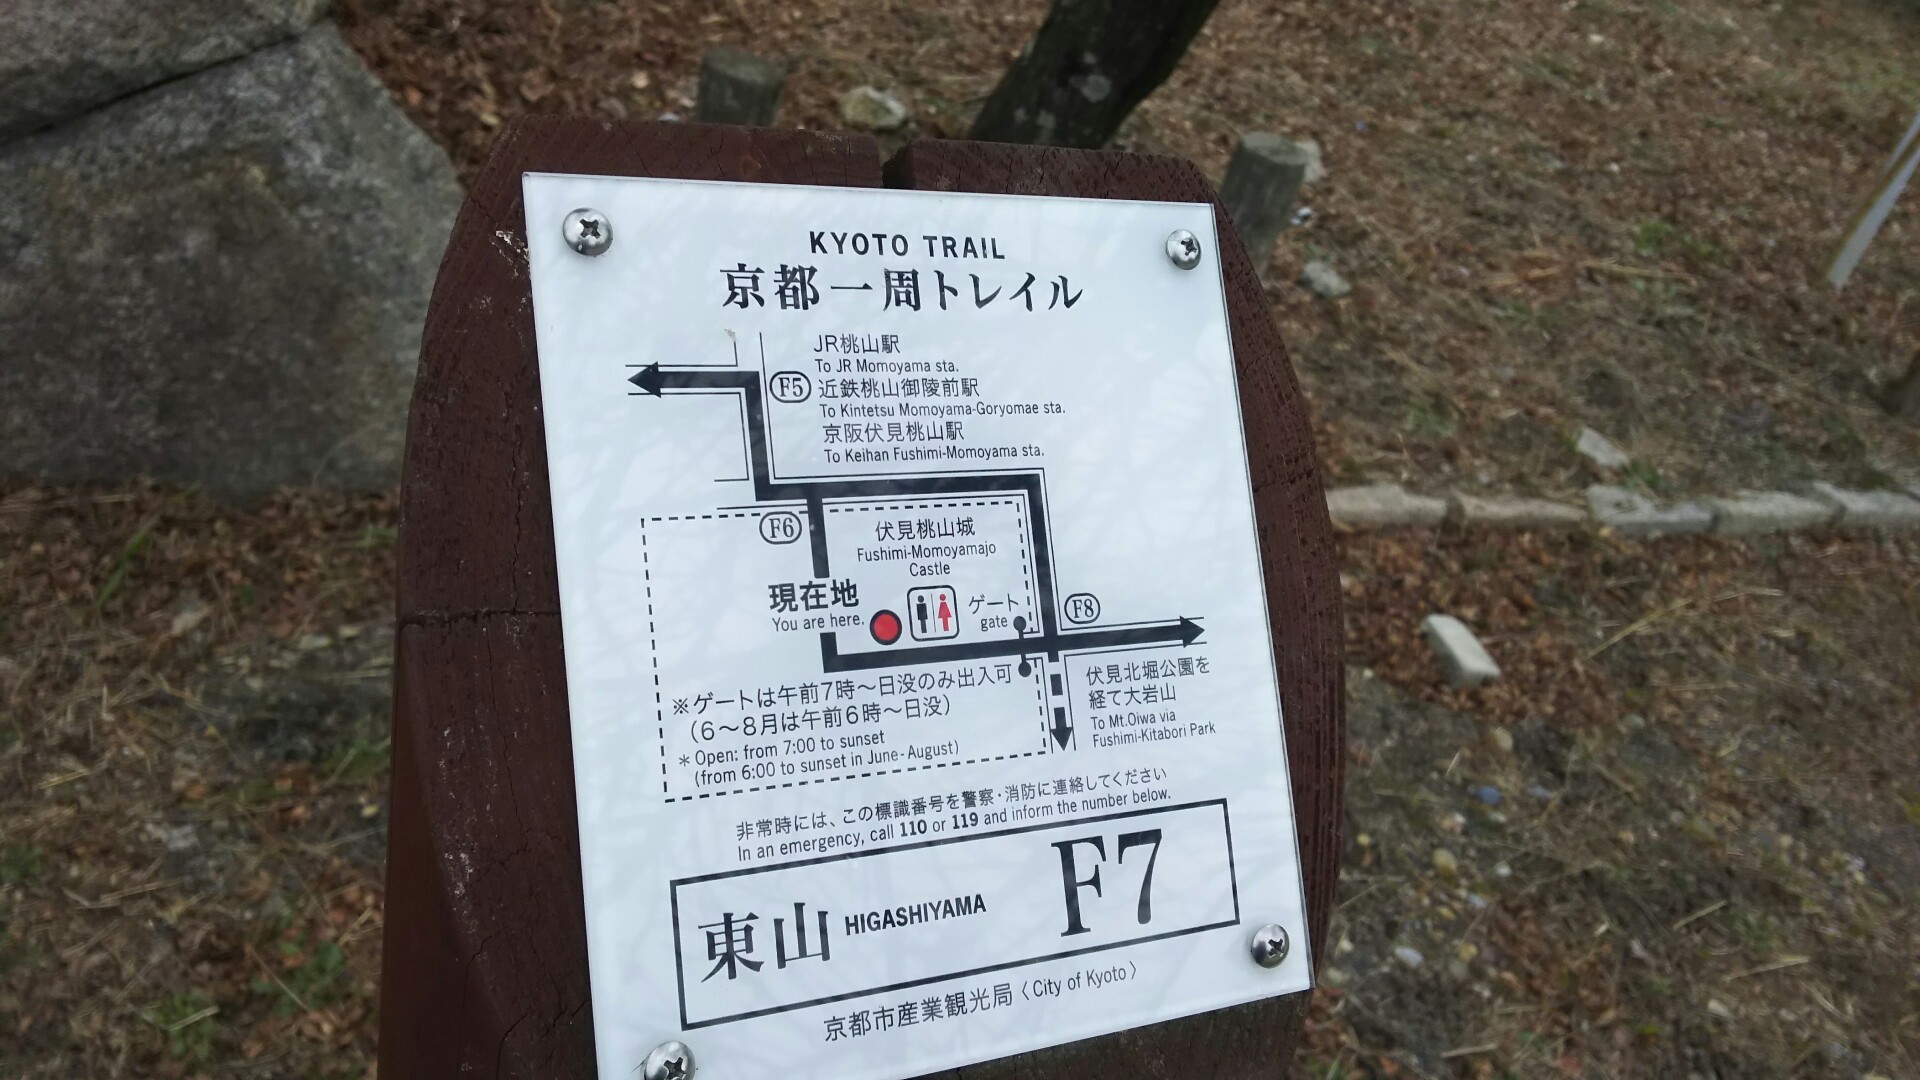 KYOTO TRAIL
京都一周トレイル
JR桃山駅
To JR Momoyama sta.
F5
近鉄桃山御陵前駅
To Kintetsu Momoyama-Goryomae sta.
京阪伏見桃山駅
To Keihan Fushimi-Momoyama sta.
F6
伏見桃山城
Fushimi-Momoyamajo
Castle
現在地
You are here.
ゲート
gate
F8
伏見北堀公園を
経て大岩山
To Mt.Oiwa via
Fushimi-Kitabori Park
※ゲートは午前7時～日没のみ出入可
(6～8月は午前6時～日没)
* Open: from 7:00 to sunset
(from 6:00 to sunset in June-August)
非常時には、この標識番号を警察・消防に連絡してください
In an emergency, call 110 or 119 and inform the number below.
東山 HIGASHIYAMA F7
京都市産業観光局〈City of Kyoto〉